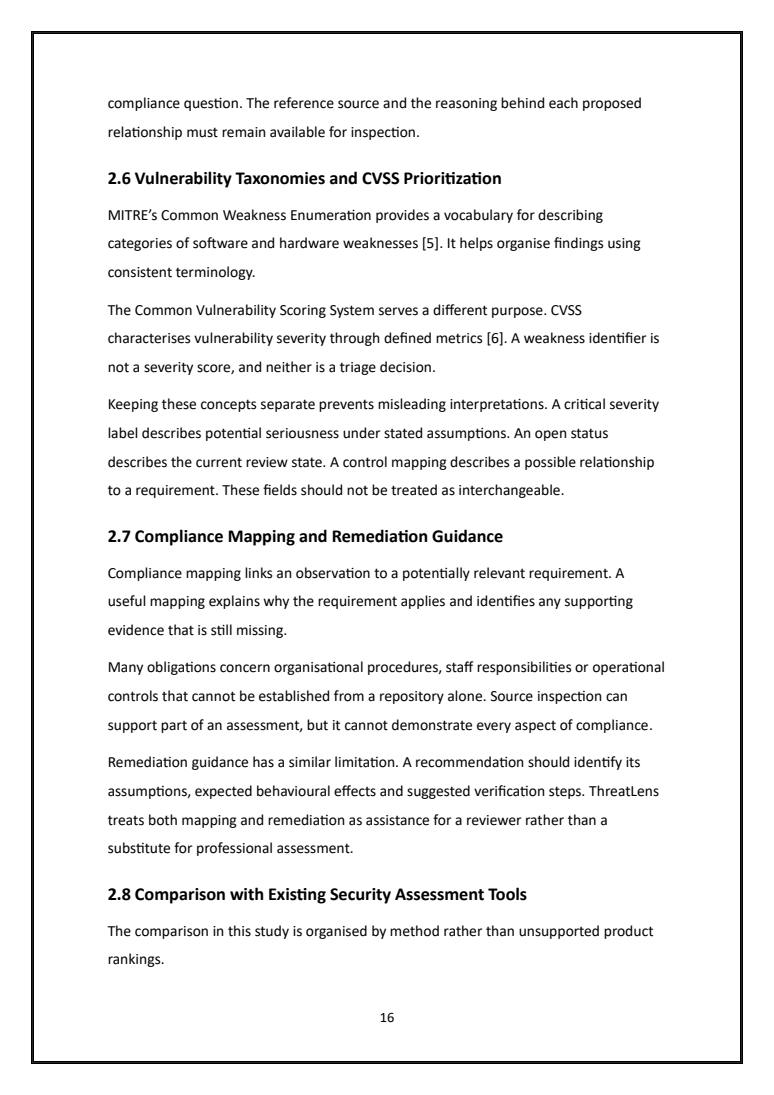 compliance question. The reference source and the reasoning behind each proposed
relationship must remain available for inspection.
2.6 Vulnerability Taxonomies and CVSS Prioritization
MITRE’s Common Weakness Enumeration provides a vocabulary for describing
categories of software and hardware weaknesses [5]. It helps organise findings using
consistent terminology.
The Common Vulnerability Scoring System serves a different purpose. CVSS
characterises vulnerability severity through defined metrics [6]. A weakness identifier is
not a severity score, and neither is a triage decision.
Keeping these concepts separate prevents misleading interpretations. A critical severity
label describes potential seriousness under stated assumptions. An open status
describes the current review state. A control mapping describes a possible relationship
to a requirement. These fields should not be treated as interchangeable.
2.7 Compliance Mapping and Remediation Guidance
Compliance mapping links an observation to a potentially relevant requirement. A
useful mapping explains why the requirement applies and identifies any supporting
evidence that is still missing.
Many obligations concern organisational procedures, staff responsibilities or operational
controls that cannot be established from a repository alone. Source inspection can
support part of an assessment, but it cannot demonstrate every aspect of compliance.
Remediation guidance has a similar limitation. A recommendation should identify its
assumptions, expected behavioural effects and suggested verification steps. ThreatLens
treats both mapping and remediation as assistance for a reviewer rather than a
substitute for professional assessment.
2.8 Comparison with Existing Security Assessment Tools
The comparison in this study is organised by method rather than unsupported product
rankings.
16